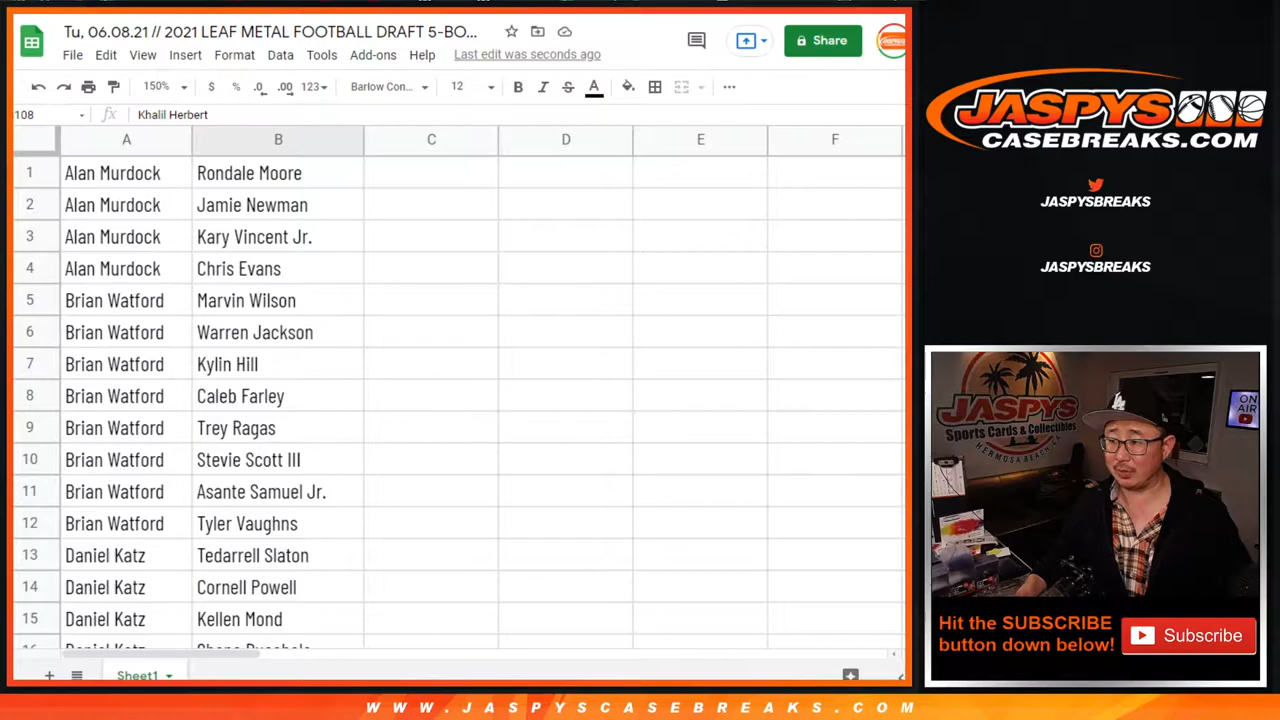 Tu, 06.08.21 // 2021 LEAF METAL FOOTBALL DRAFT 5-BO...
File Edit View Insert Format Data Tools Add-ons Help Last edit was seconds ago
Share
150% $ % .0 .00 123 Barlow Con... 12 B I S A
108 fx Khalil Herbert
A B C D E F
1 Alan Murdock Rondale Moore
2 Alan Murdock Jamie Newman
3 Alan Murdock Kary Vincent Jr.
4 Alan Murdock Chris Evans
5 Brian Watford Marvin Wilson
6 Brian Watford Warren Jackson
7 Brian Watford Kylin Hill
8 Brian Watford Caleb Farley
9 Brian Watford Trey Ragas
10 Brian Watford Stevie Scott III
11 Brian Watford Asante Samuel Jr.
12 Brian Watford Tyler Vaughns
13 Daniel Katz Tedarrell Slaton
14 Daniel Katz Cornell Powell
15 Daniel Katz Kellen Mond
Sheet1
JASPYS
CASEBREAKS.COM
JASPYSBREAKS
JASPYSBREAKS
JASPYS
Sports Cards & Collectibles
HERMOSA BEACH, CA
ON
AIR
LA
Hit the SUBSCRIBE
button down below!
Subscribe
WWW.JASPYSCASEBREAKS.COM